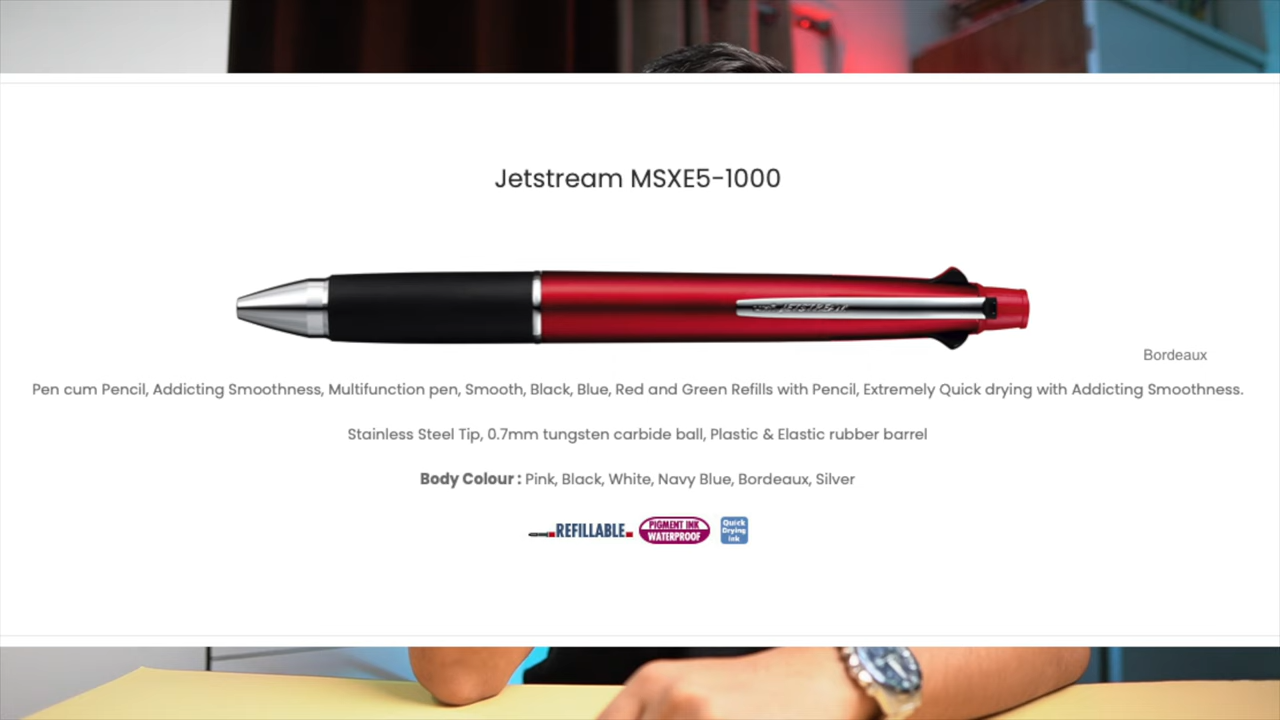 Jetstream MSXE5-1000
JETSTREAM
Bordeaux
Pen cum Pencil, Addicting Smoothness, Multifunction pen, Smooth, Black, Blue, Red and Green Refills with Pencil, Extremely Quick drying with Addicting Smoothness.
Stainless Steel Tip, 0.7mm tungsten carbide ball, Plastic & Elastic rubber barrel
Body Colour : Pink, Black, White, Navy Blue, Bordeaux, Silver
REFILLABLE
PIGMENT INK
WATERPROOF
Quick
Drying
ink